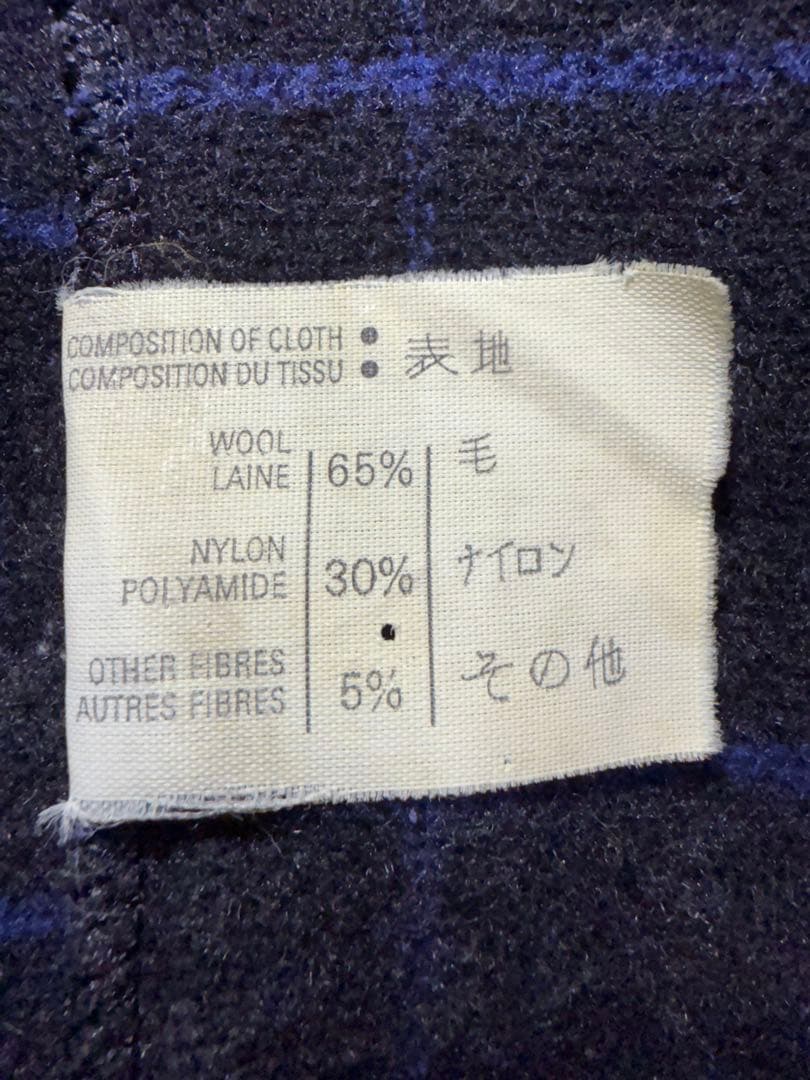 COMPOSITION OF CLOTH ● 表地
COMPOSITION DU TISSU ●
WOOL
LAINE 65% 毛
NYLON
POLYAMIDE 30% ナイロン
OTHER FIBRES
AUTRES FIBRES 5% その他